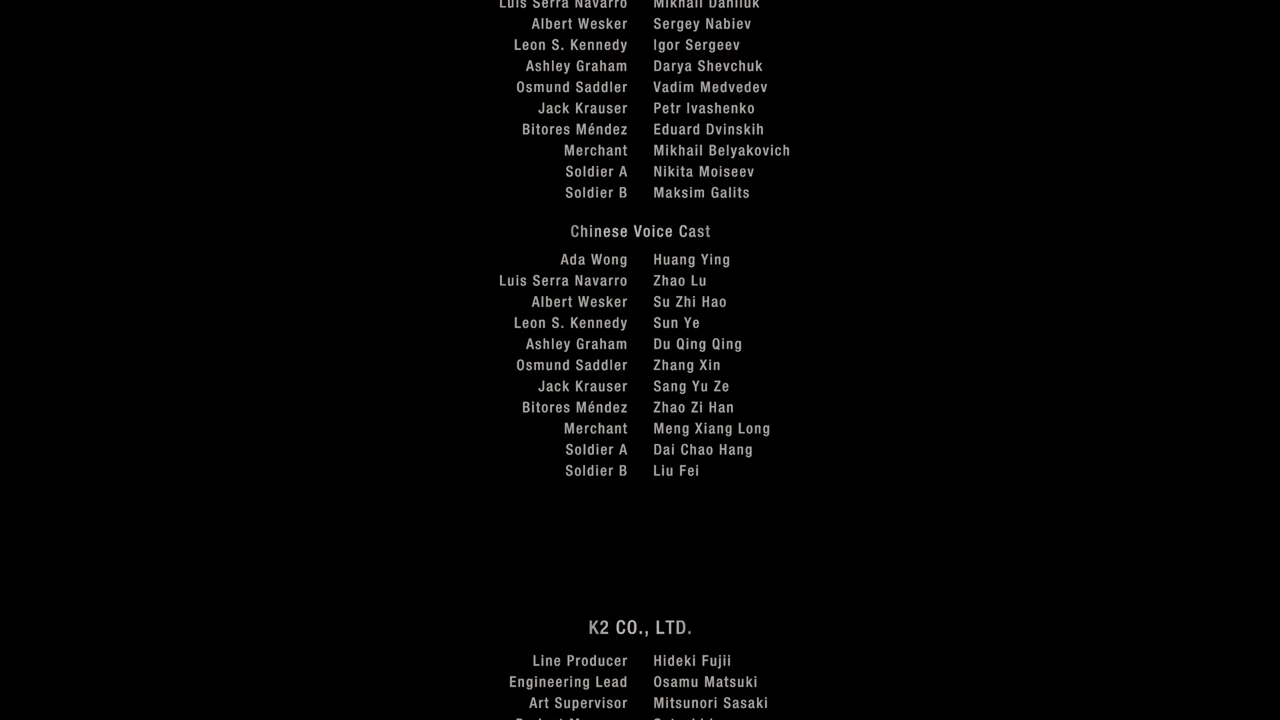 Luis Serra Navarro Mikhail Daniluk
Albert Wesker Sergey Nabiev
Leon S. Kennedy Igor Sergeev
Ashley Graham Darya Shevchuk
Osmund Saddler Vadim Medvedev
Jack Krauser Petr Ivashenko
Bitores Méndez Eduard Dvinskih
Merchant Mikhail Belyakovich
Soldier A Nikita Moiseev
Soldier B Maksim Galits
Chinese Voice Cast
Ada Wong Huang Ying
Luis Serra Navarro Zhao Lu
Albert Wesker Su Zhi Hao
Leon S. Kennedy Sun Ye
Ashley Graham Du Qing Qing
Osmund Saddler Zhang Xin
Jack Krauser Sang Yu Ze
Bitores Méndez Zhao Zi Han
Merchant Meng Xiang Long
Soldier A Dai Chao Hang
Soldier B Liu Fei
K2 CO., LTD.
Line Producer Hideki Fujii
Engineering Lead Osamu Matsuki
Art Supervisor Mitsunori Sasaki